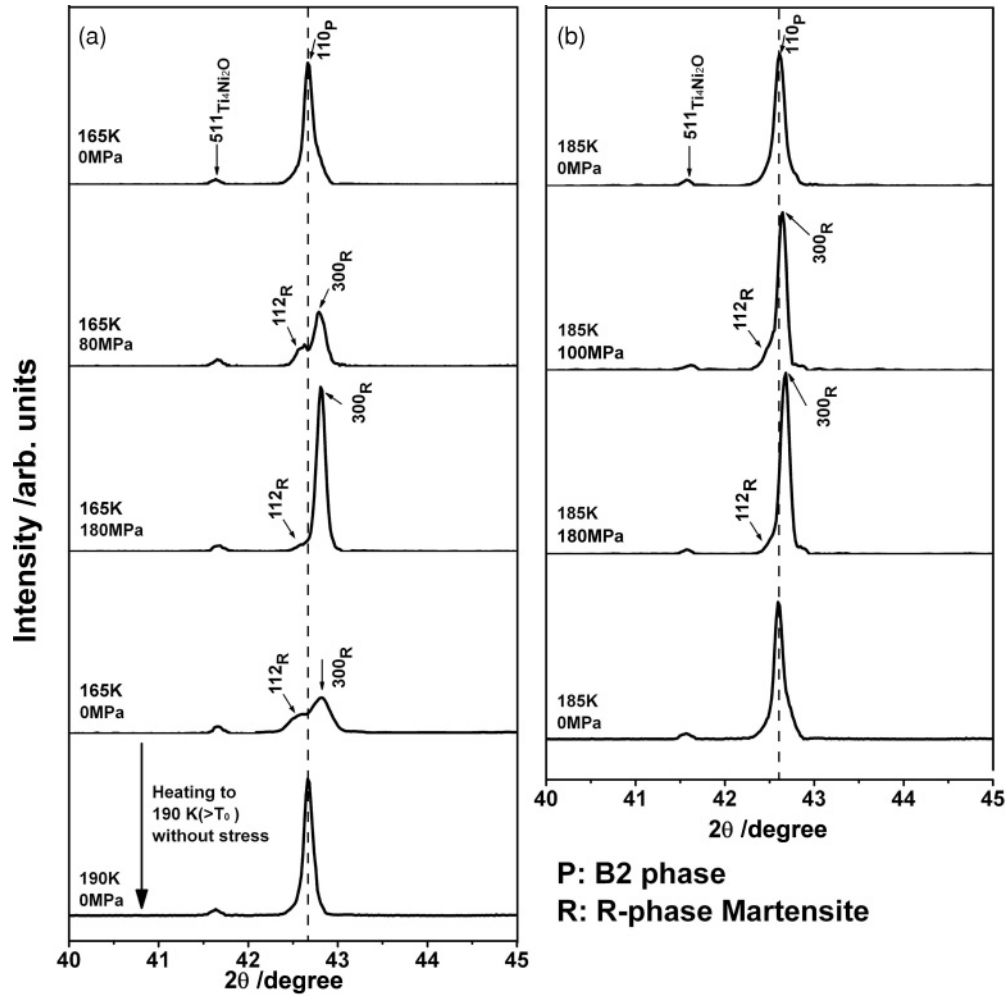 Intensity /arb. units
(a)
110P
511Ti4Ni2O
165K
0MPa
300R
112R
165K
80MPa
300R
112R
165K
180MPa
300R
112R
165K
0MPa
Heating to
190 K(>T0 )
without stress
190K
0MPa
40 41 42 43 44 45
2θ /degree
(b)
110P
511Ti4Ni2O
185K
0MPa
300R
112R
185K
100MPa
300R
112R
185K
180MPa
185K
0MPa
40 41 42 43 44 45
2θ /degree
P: B2 phase
R: R-phase Martensite